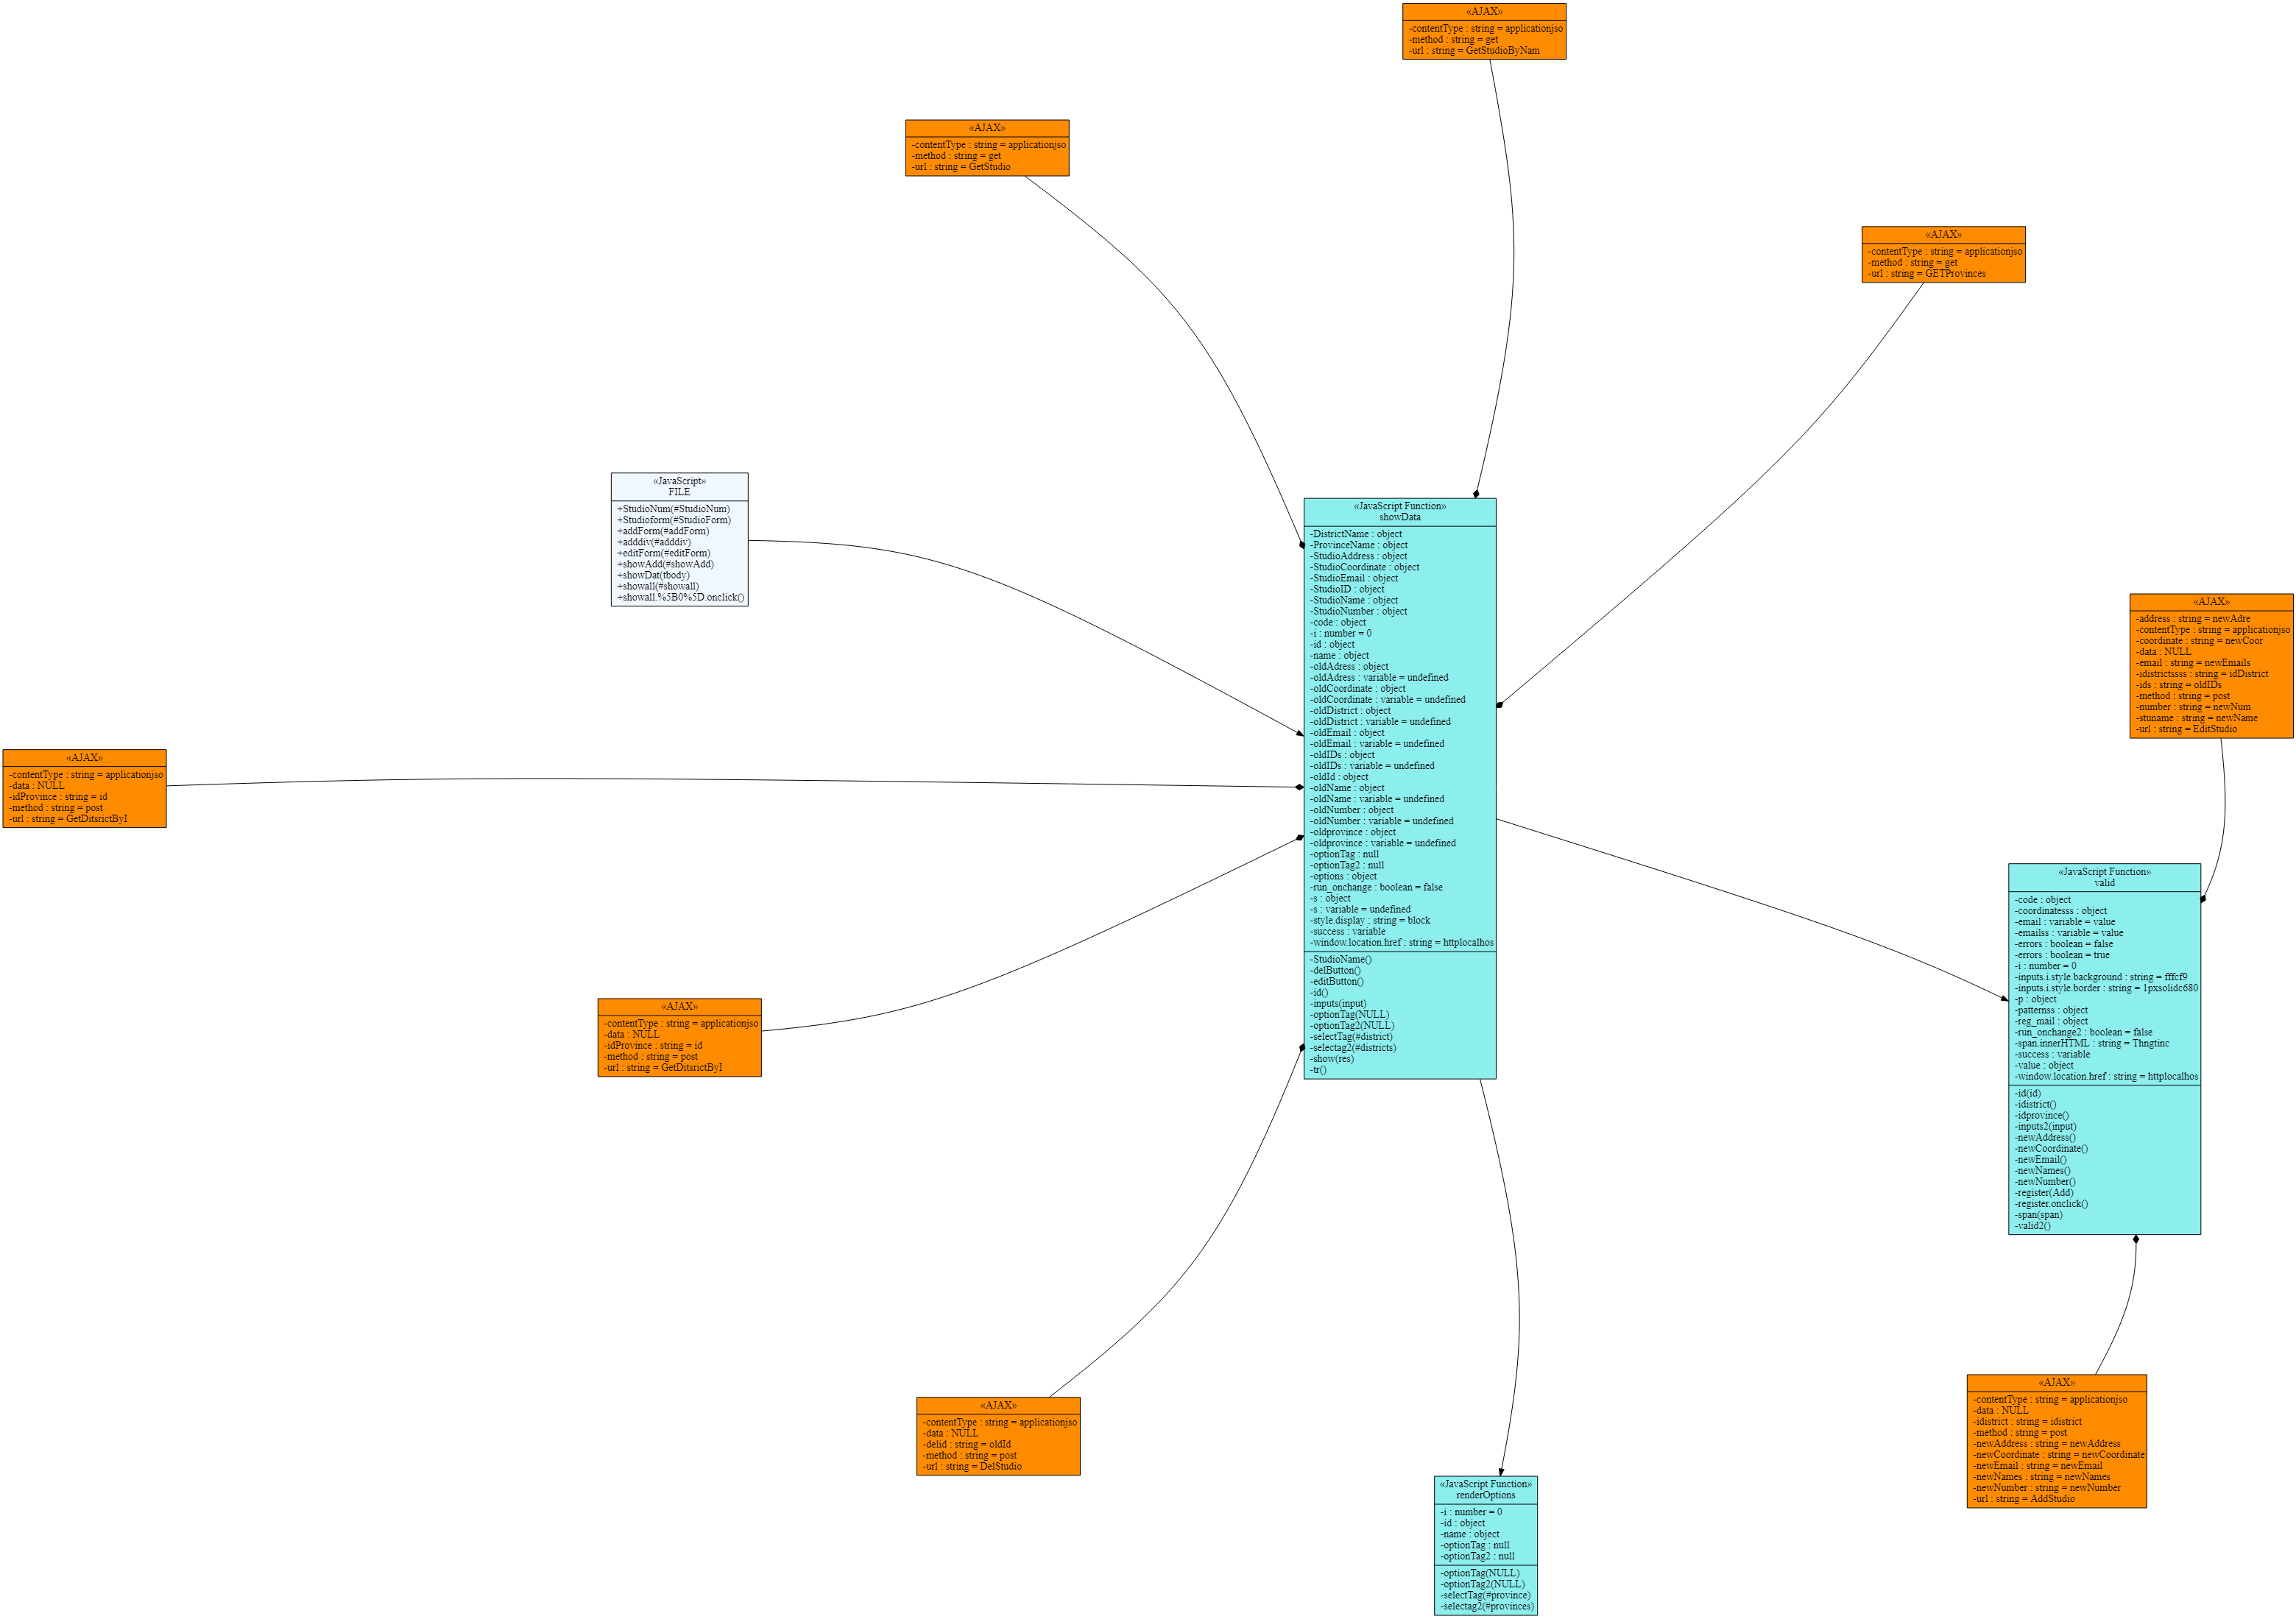 «AJAX»
-contentType : string = applicationjso
-method : string = get
-url : string = GetStudioByNam
«AJAX»
-contentType : string = applicationjso
-method : string = get
-url : string = GetStudio
«AJAX»
-contentType : string = applicationjso
-method : string = get
-url : string = GETProvinces
«JavaScript»
FILE
+StudioNum(#StudioNum)
+Studioform(#StudioForm)
+addForm(#addForm)
+adddiv(#adddiv)
+editForm(#editForm)
+showAdd(#showAdd)
+showDat(tbody)
+showall(#showall)
+showall.%5B0%5D.onclick()
«JavaScript Function»
showData
-DistrictName : object
-ProvinceName : object
-StudioAddress : object
-StudioCoordinate : object
-StudioEmail : object
-StudioID : object
-StudioName : object
-StudioNumber : object
-code : object
-i : number = 0
-id : object
-name : object
-oldAdress : object
-oldAdress : variable = undefined
-oldCoordinate : object
-oldCoordinate : variable = undefined
-oldDistrict : object
-oldDistrict : variable = undefined
-oldEmail : object
-oldEmail : variable = undefined
-oldIDs : object
-oldIDs : variable = undefined
-oldId : object
-oldName : object
-oldName : variable = undefined
-oldNumber : object
-oldNumber : variable = undefined
-oldprovince : object
-oldprovince : variable = undefined
-optionTag : null
-optionTag2 : null
-options : object
-run_onchange : boolean = false
-s : object
-s : variable = undefined
-style.display : string = block
-success : variable
-window.location.href : string = httplocalhos
-StudioName()
-delButton()
-editButton()
-id()
-inputs(input)
-optionTag(NULL)
-optionTag2(NULL)
-selectTag(#district)
-selectag2(#districts)
-show(res)
-tr()
«AJAX»
-address : string = newAdre
-contentType : string = applicationjso
-coordinate : string = newCoor
-data : NULL
-email : string = newEmails
-idistrictssss : string = idDistrict
-ids : string = oldIDs
-method : string = post
-number : string = newNum
-stuname : string = newName
-url : string = EditStudio
«AJAX»
-contentType : string = applicationjso
-data : NULL
-idProvince : string = id
-method : string = post
-url : string = GetDitsrictByI
«JavaScript Function»
valid
-code : object
-coordinatesss : object
-email : variable = value
-emailss : variable = value
-errors : boolean = false
-errors : boolean = true
-i : number = 0
-inputs.i.style.background : string = fffcf9
-inputs.i.style.border : string = 1pxsolidc680
-p : object
-patternss : object
-reg_mail : object
-run_onchange2 : boolean = false
-span.innerHTML : string = Thngtinc
-success : variable
-value : object
-window.location.href : string = httplocalhos
-id(id)
-idistrict()
-idprovince()
-inputs2(input)
-newAddress()
-newCoordinate()
-newEmail()
-newNames()
-newNumber()
-register(Add)
-register.onclick()
-span(span)
-valid2()
«AJAX»
-contentType : string = applicationjso
-data : NULL
-idProvince : string = id
-method : string = post
-url : string = GetDitsrictByI
«AJAX»
-contentType : string = applicationjso
-data : NULL
-delid : string = oldId
-method : string = post
-url : string = DelStudio
«AJAX»
-contentType : string = applicationjso
-data : NULL
-idistrict : string = idistrict
-method : string = post
-newAddress : string = newAddress
-newCoordinate : string = newCoordinate
-newEmail : string = newEmail
-newNames : string = newNames
-newNumber : string = newNumber
-url : string = AddStudio
«JavaScript Function»
renderOptions
-i : number = 0
-id : object
-name : object
-optionTag : null
-optionTag2 : null
-optionTag(NULL)
-optionTag2(NULL)
-selectTag(#province)
-selectag2(#provinces)